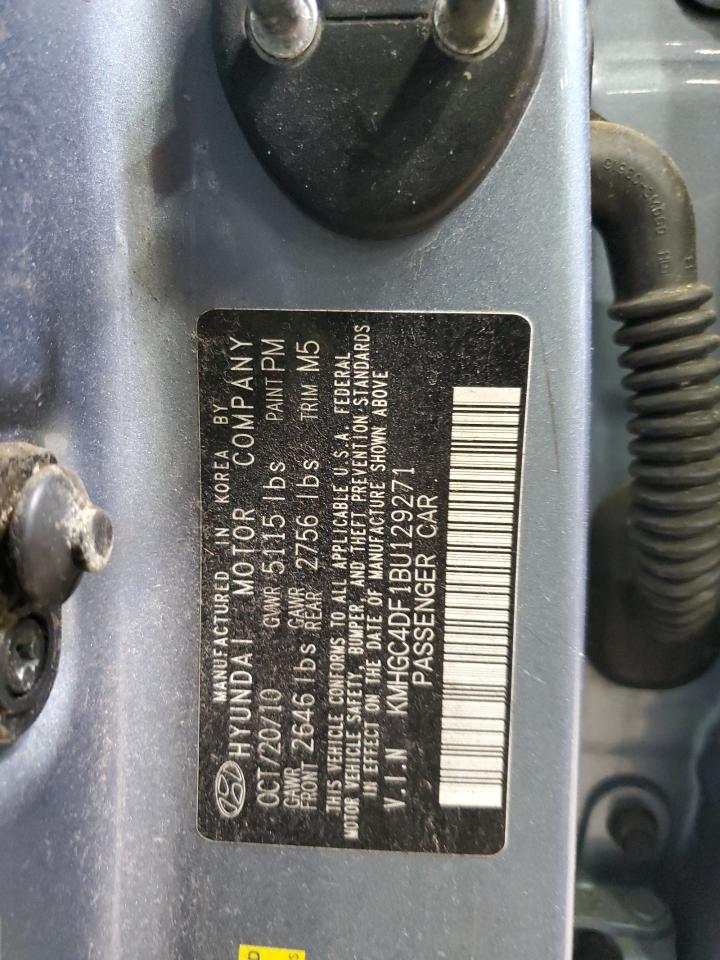 MANUFACTURED IN KOREA BY
HYUNDAI MOTOR COMPANY
OCT/20/10 GVWR 5115 lbs PAINT PM
GAWR FRONT 2646 lbs GAWR REAR 2756 lbs TRIM M5
THIS VEHICLE CONFORMS TO ALL APPLICABLE U.S.A. FEDERAL
MOTOR VEHICLE SAFETY, BUMPER, AND THEFT PREVENTION STANDARDS
IN EFFECT ON THE DATE OF MANUFACTURE SHOWN ABOVE
V.I.N KMHGC4DF1BU129271
PASSENGER CAR